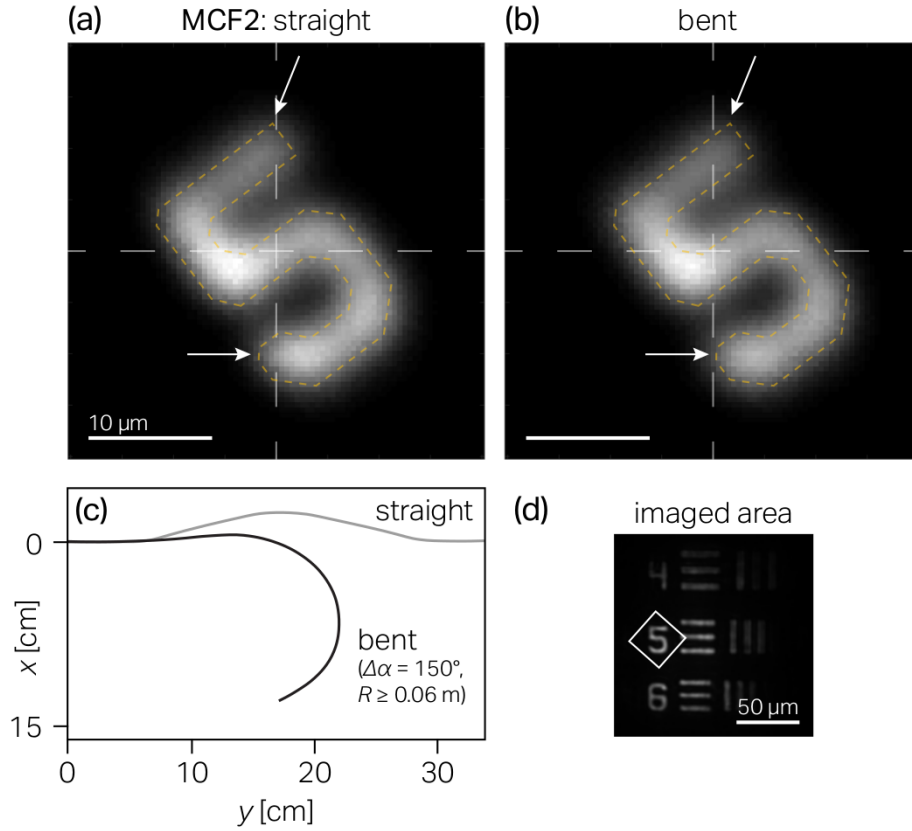 (a) MCF2: straight
(b) bent
10 µm
(c) straight
0
15
x [cm]
bent
(Δα = 150°,
R ≥ 0.06 m)
0 10 20 30
y [cm]
(d) imaged area
4
5
6
50 µm